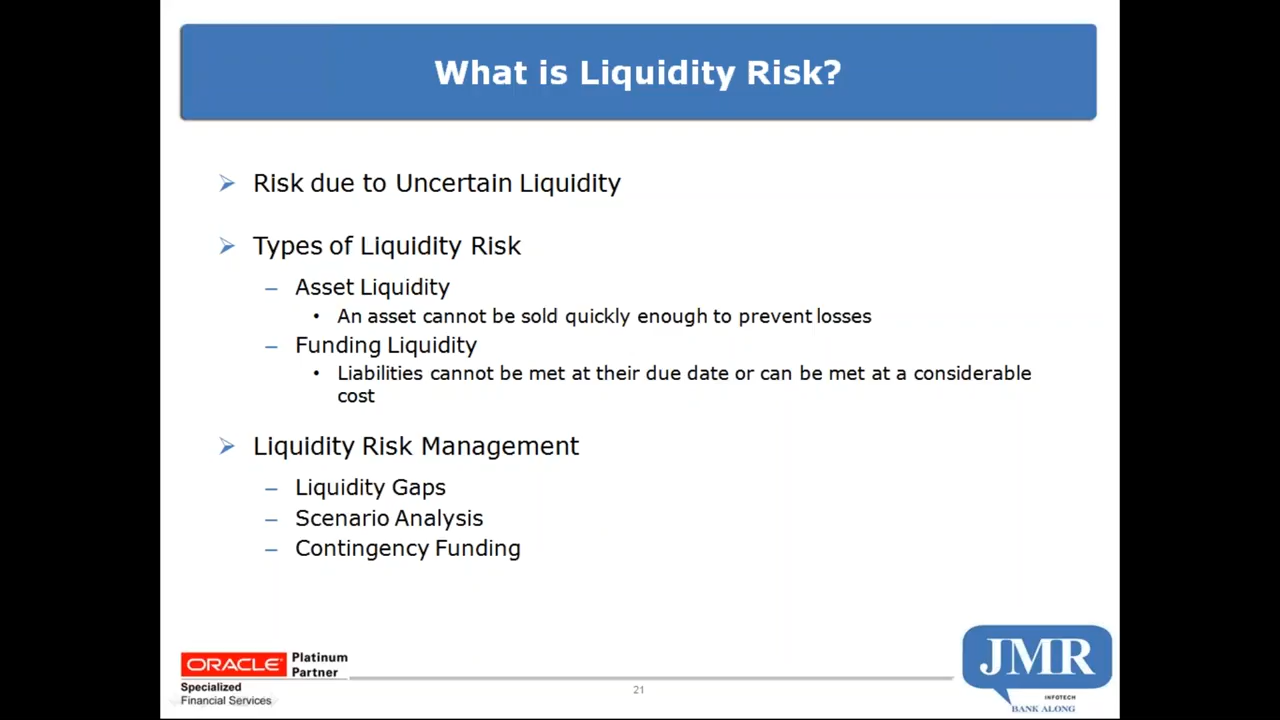 What is Liquidity Risk?
➢ Risk due to Uncertain Liquidity
➢ Types of Liquidity Risk
– Asset Liquidity
• An asset cannot be sold quickly enough to prevent losses
– Funding Liquidity
• Liabilities cannot be met at their due date or can be met at a considerable
cost
➢ Liquidity Risk Management
– Liquidity Gaps
– Scenario Analysis
– Contingency Funding
ORACLE Platinum
Partner
Specialized
Financial Services
21
JMR
INFOTECH
BANK ALONG